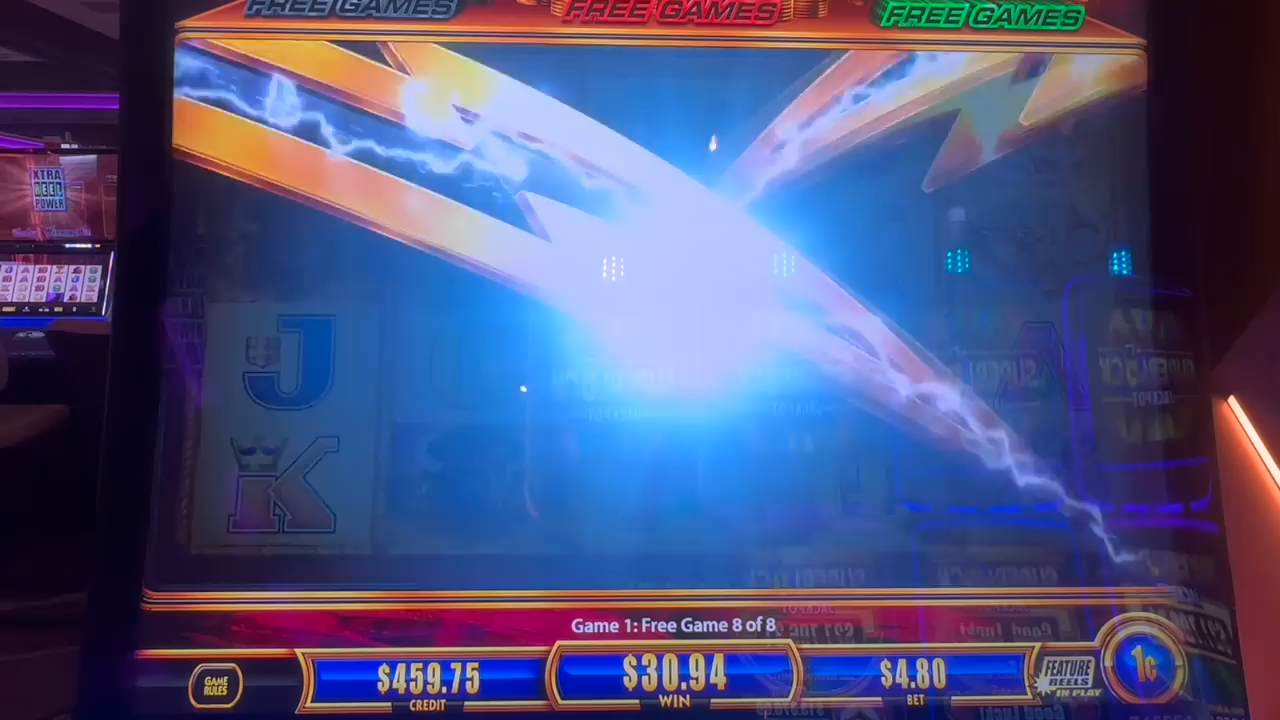 FREE GAMES
FREE GAMES
FREE GAMES
XTRA
REEL
POWER
J
K
Game 1: Free Game 8 of 8
GAME
RULES
$459.75
CREDIT
$30.94
WIN
$4.80
BET
FEATURE
REELS
IN PLAY
1¢